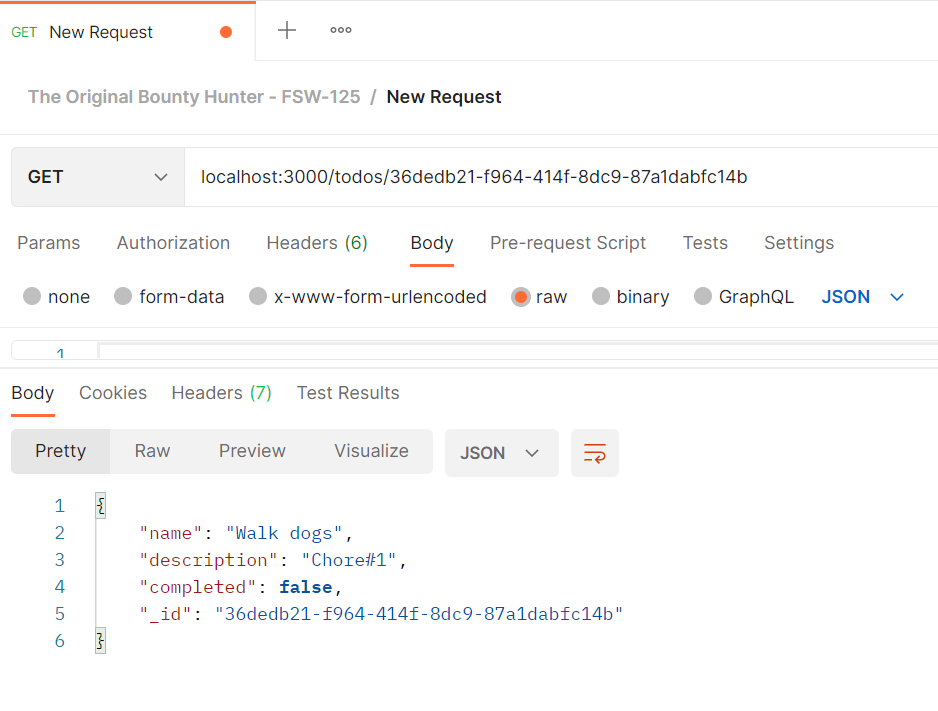 GET New Request
The Original Bounty Hunter - FSW-125 / New Request
GET localhost:3000/todos/36dedb21-f964-414f-8dc9-87a1dabfc14b
Params Authorization Headers (6) Body Pre-request Script Tests Settings
none form-data x-www-form-urlencoded raw binary GraphQL JSON
1
Body Cookies Headers (7) Test Results
Pretty Raw Preview Visualize JSON
1 {
2 "name": "Walk dogs",
3 "description": "Chore#1",
4 "completed": false,
5 "_id": "36dedb21-f964-414f-8dc9-87a1dabfc14b"
6 }